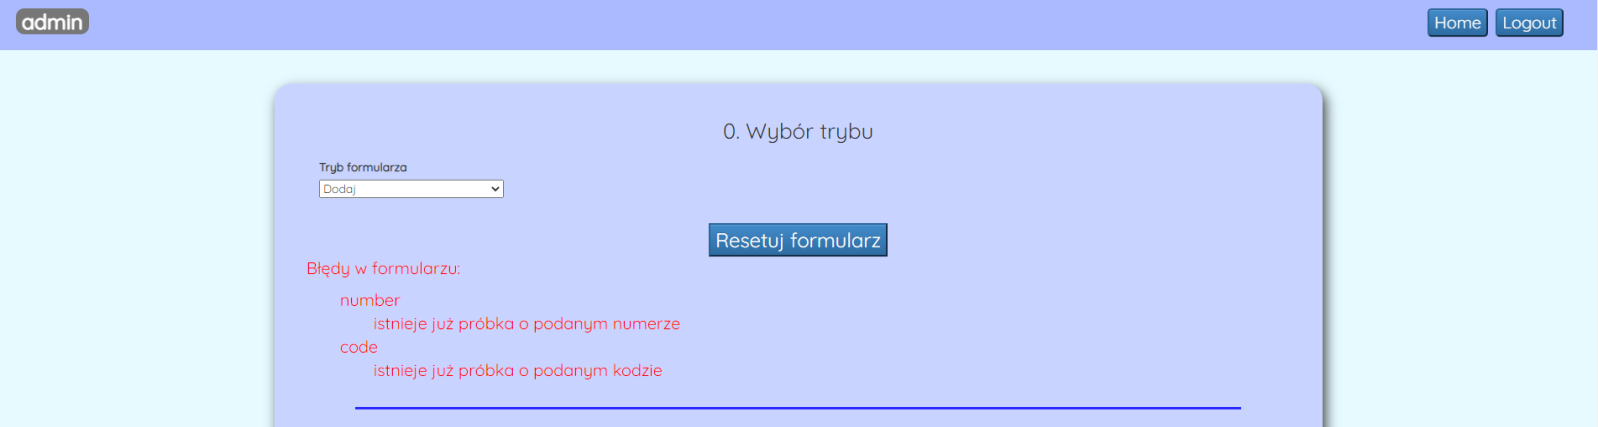 admin
Home
Logout
0. Wybór trybu
Tryb formularza
Dodaj
Resetuj formularz
Błędy w formularzu:
number
istnieje już próbka o podanym numerze
code
istnieje już próbka o podanym kodzie